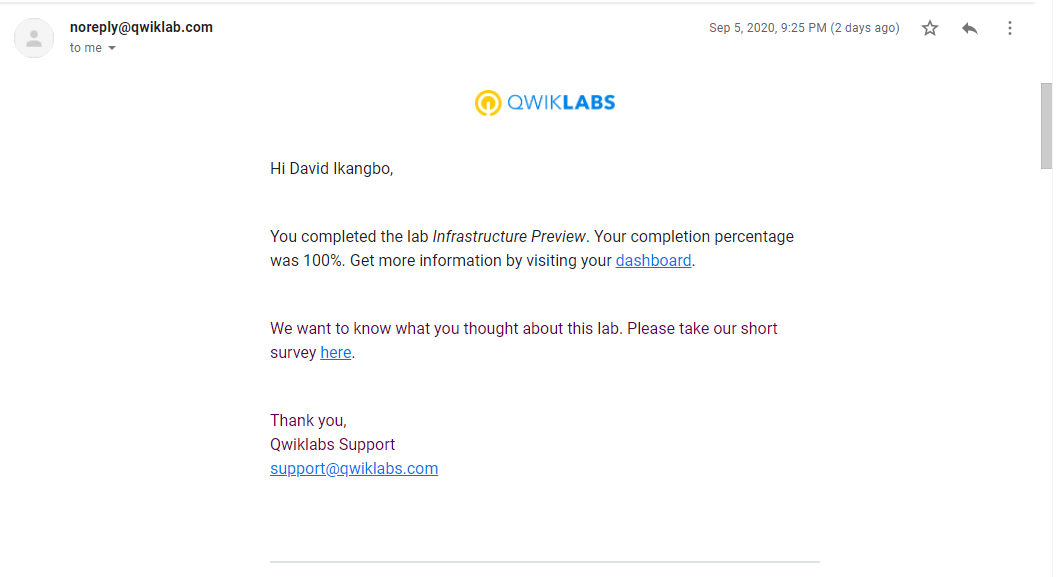 noreply@qwiklab.com
Sep 5, 2020, 9:25 PM (2 days ago)
to me
QWIKLABS
Hi David Ikangbo,
You completed the lab Infrastructure Preview. Your completion percentage
was 100%. Get more information by visiting your dashboard.
We want to know what you thought about this lab. Please take our short
survey here.
Thank you,
Qwiklabs Support
support@qwiklabs.com